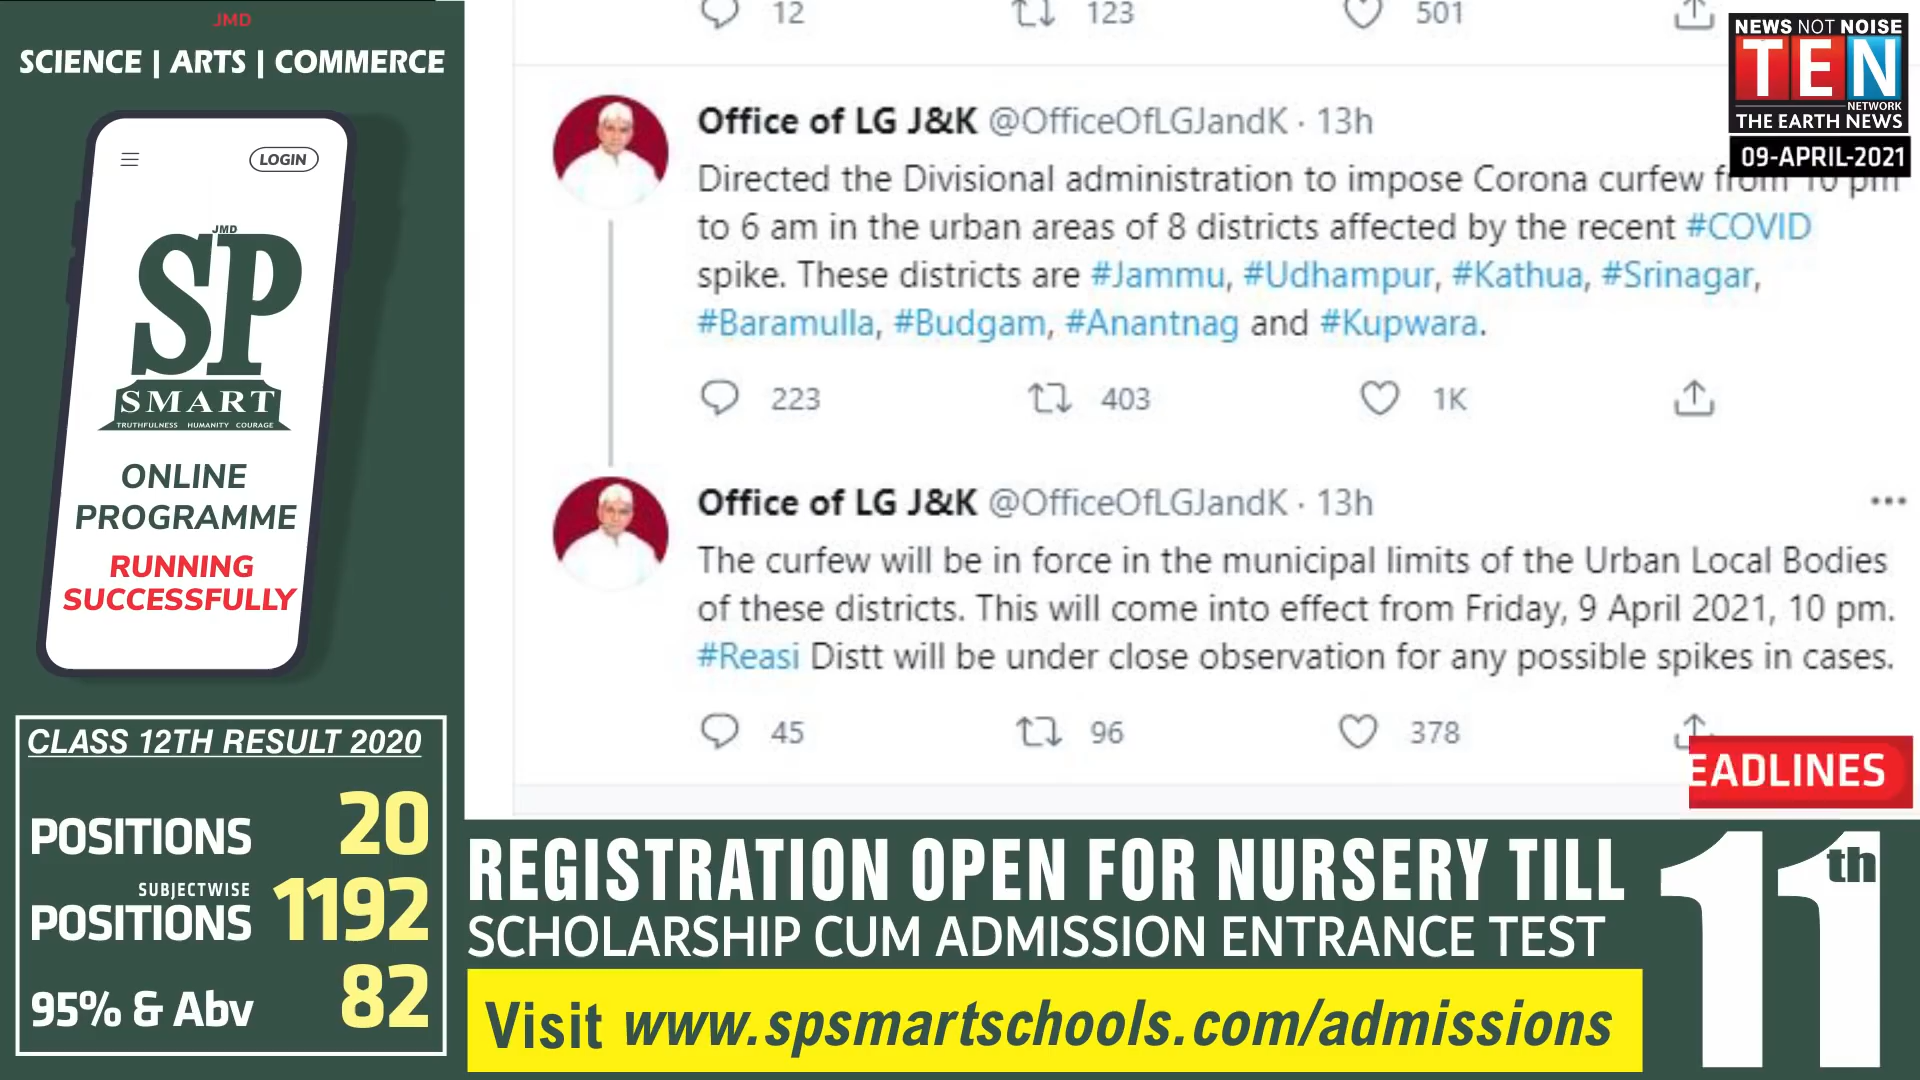 JMD
SCIENCE | ARTS | COMMERCE
LOGIN
JMD
SP
SMART
TRUTHFULNESS HUMANITY COURAGE
ONLINE
PROGRAMME
RUNNING
SUCCESSFULLY
CLASS 12TH RESULT 2020
POSITIONS 20
SUBJECTWISE
POSITIONS 1192
95% & Abv 82
12 123 501
Office of LG J&K @OfficeOfLGJandK · 13h
Directed the Divisional administration to impose Corona curfew from 10 pm
to 6 am in the urban areas of 8 districts affected by the recent #COVID
spike. These districts are #Jammu, #Udhampur, #Kathua, #Srinagar,
#Baramulla, #Budgam, #Anantnag and #Kupwara.
223 403 1K
Office of LG J&K @OfficeOfLGJandK · 13h
The curfew will be in force in the municipal limits of the Urban Local Bodies
of these districts. This will come into effect from Friday, 9 April 2021, 10 pm.
#Reasi Distt will be under close observation for any possible spikes in cases.
45 96 378
NEWS NOT NOISE
TEN
NETWORK
THE EARTH NEWS
09-APRIL-2021
EADLINES
REGISTRATION OPEN FOR NURSERY TILL 11th
SCHOLARSHIP CUM ADMISSION ENTRANCE TEST
Visit www.spsmartschools.com/admissions